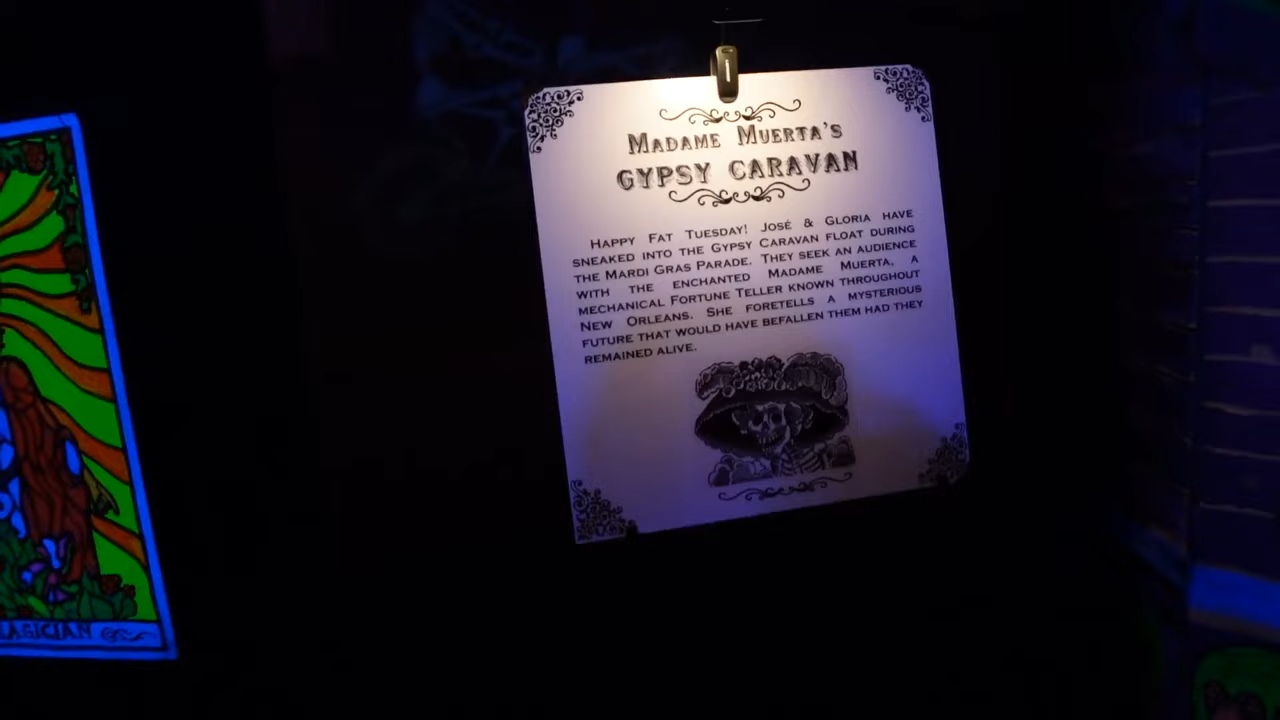 Madame Muerta's
GYPSY CARAVAN
Happy Fat Tuesday! José & Gloria have
sneaked into the Gypsy Caravan float during
the Mardi Gras Parade. They seek an audience
with the enchanted Madame Muerta, a
mechanical Fortune Teller known throughout
New Orleans. She foretells a mysterious
future that would have befallen them had they
remained alive.